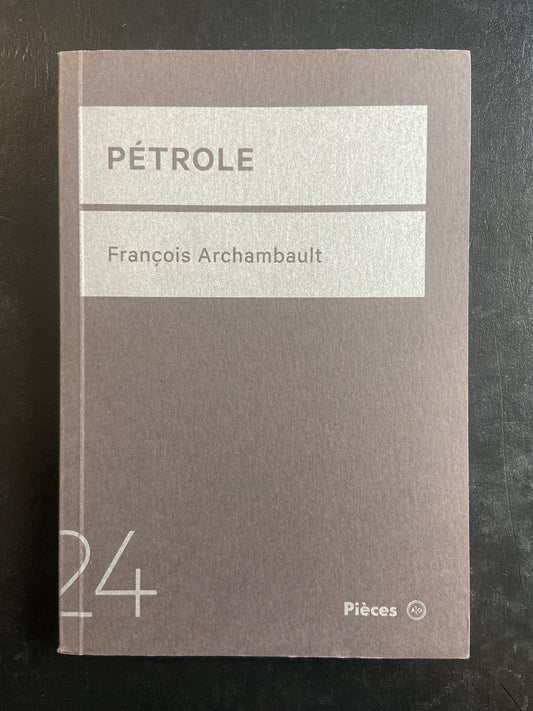 PÉTROLE
François Archambault
24
Pièces A|O